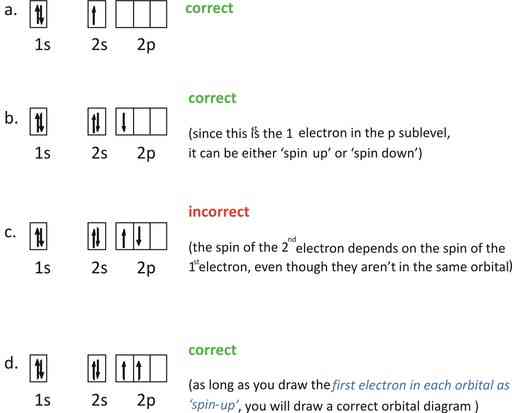 a. correct
1s 2s 2p
correct
b. (since this is the 1st electron in the p sublevel,
it can be either ‘spin up’ or ‘spin down’)
1s 2s 2p
incorrect
c. (the spin of the 2nd electron depends on the spin of the
1st electron, even though they aren’t in the same orbital)
1s 2s 2p
correct
d. (as long as you draw the first electron in each orbital as
‘spin-up’, you will draw a correct orbital diagram )
1s 2s 2p